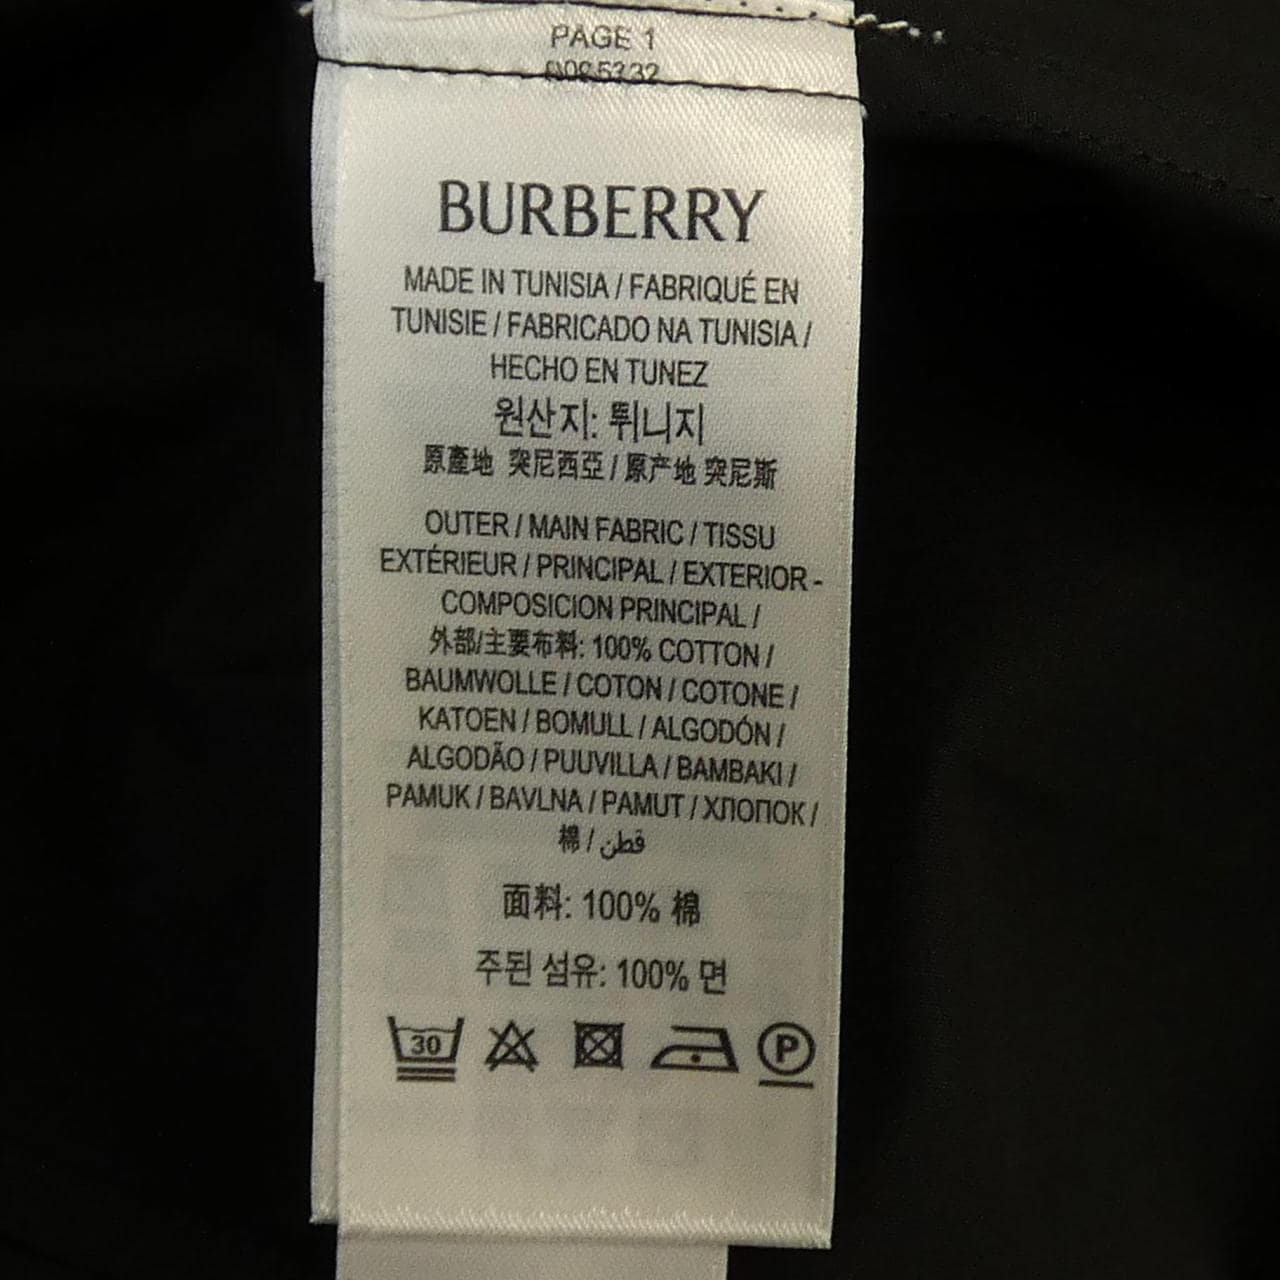 PAGE 1
BURBERRY
MADE IN TUNISIA / FABRIQUÉ EN
TUNISIE / FABRICADO NA TUNISIA /
HECHO EN TUNEZ
원산지: 튀니지
原產地 突尼西亞 / 原产地 突尼斯
OUTER / MAIN FABRIC / TISSU
EXTÉRIEUR / PRINCIPAL / EXTERIOR -
COMPOSICION PRINCIPAL /
外部/主要布料: 100% COTTON /
BAUMWOLLE / COTON / COTONE /
KATOEN / BOMULL / ALGODÓN /
ALGODÃO / PUUVILLA / BAMBAKI /
PAMUK / BAVLNA / PAMUT / ХЛОПОК /
棉 / قطن
面料: 100% 棉
주된 섬유: 100% 면
30 P